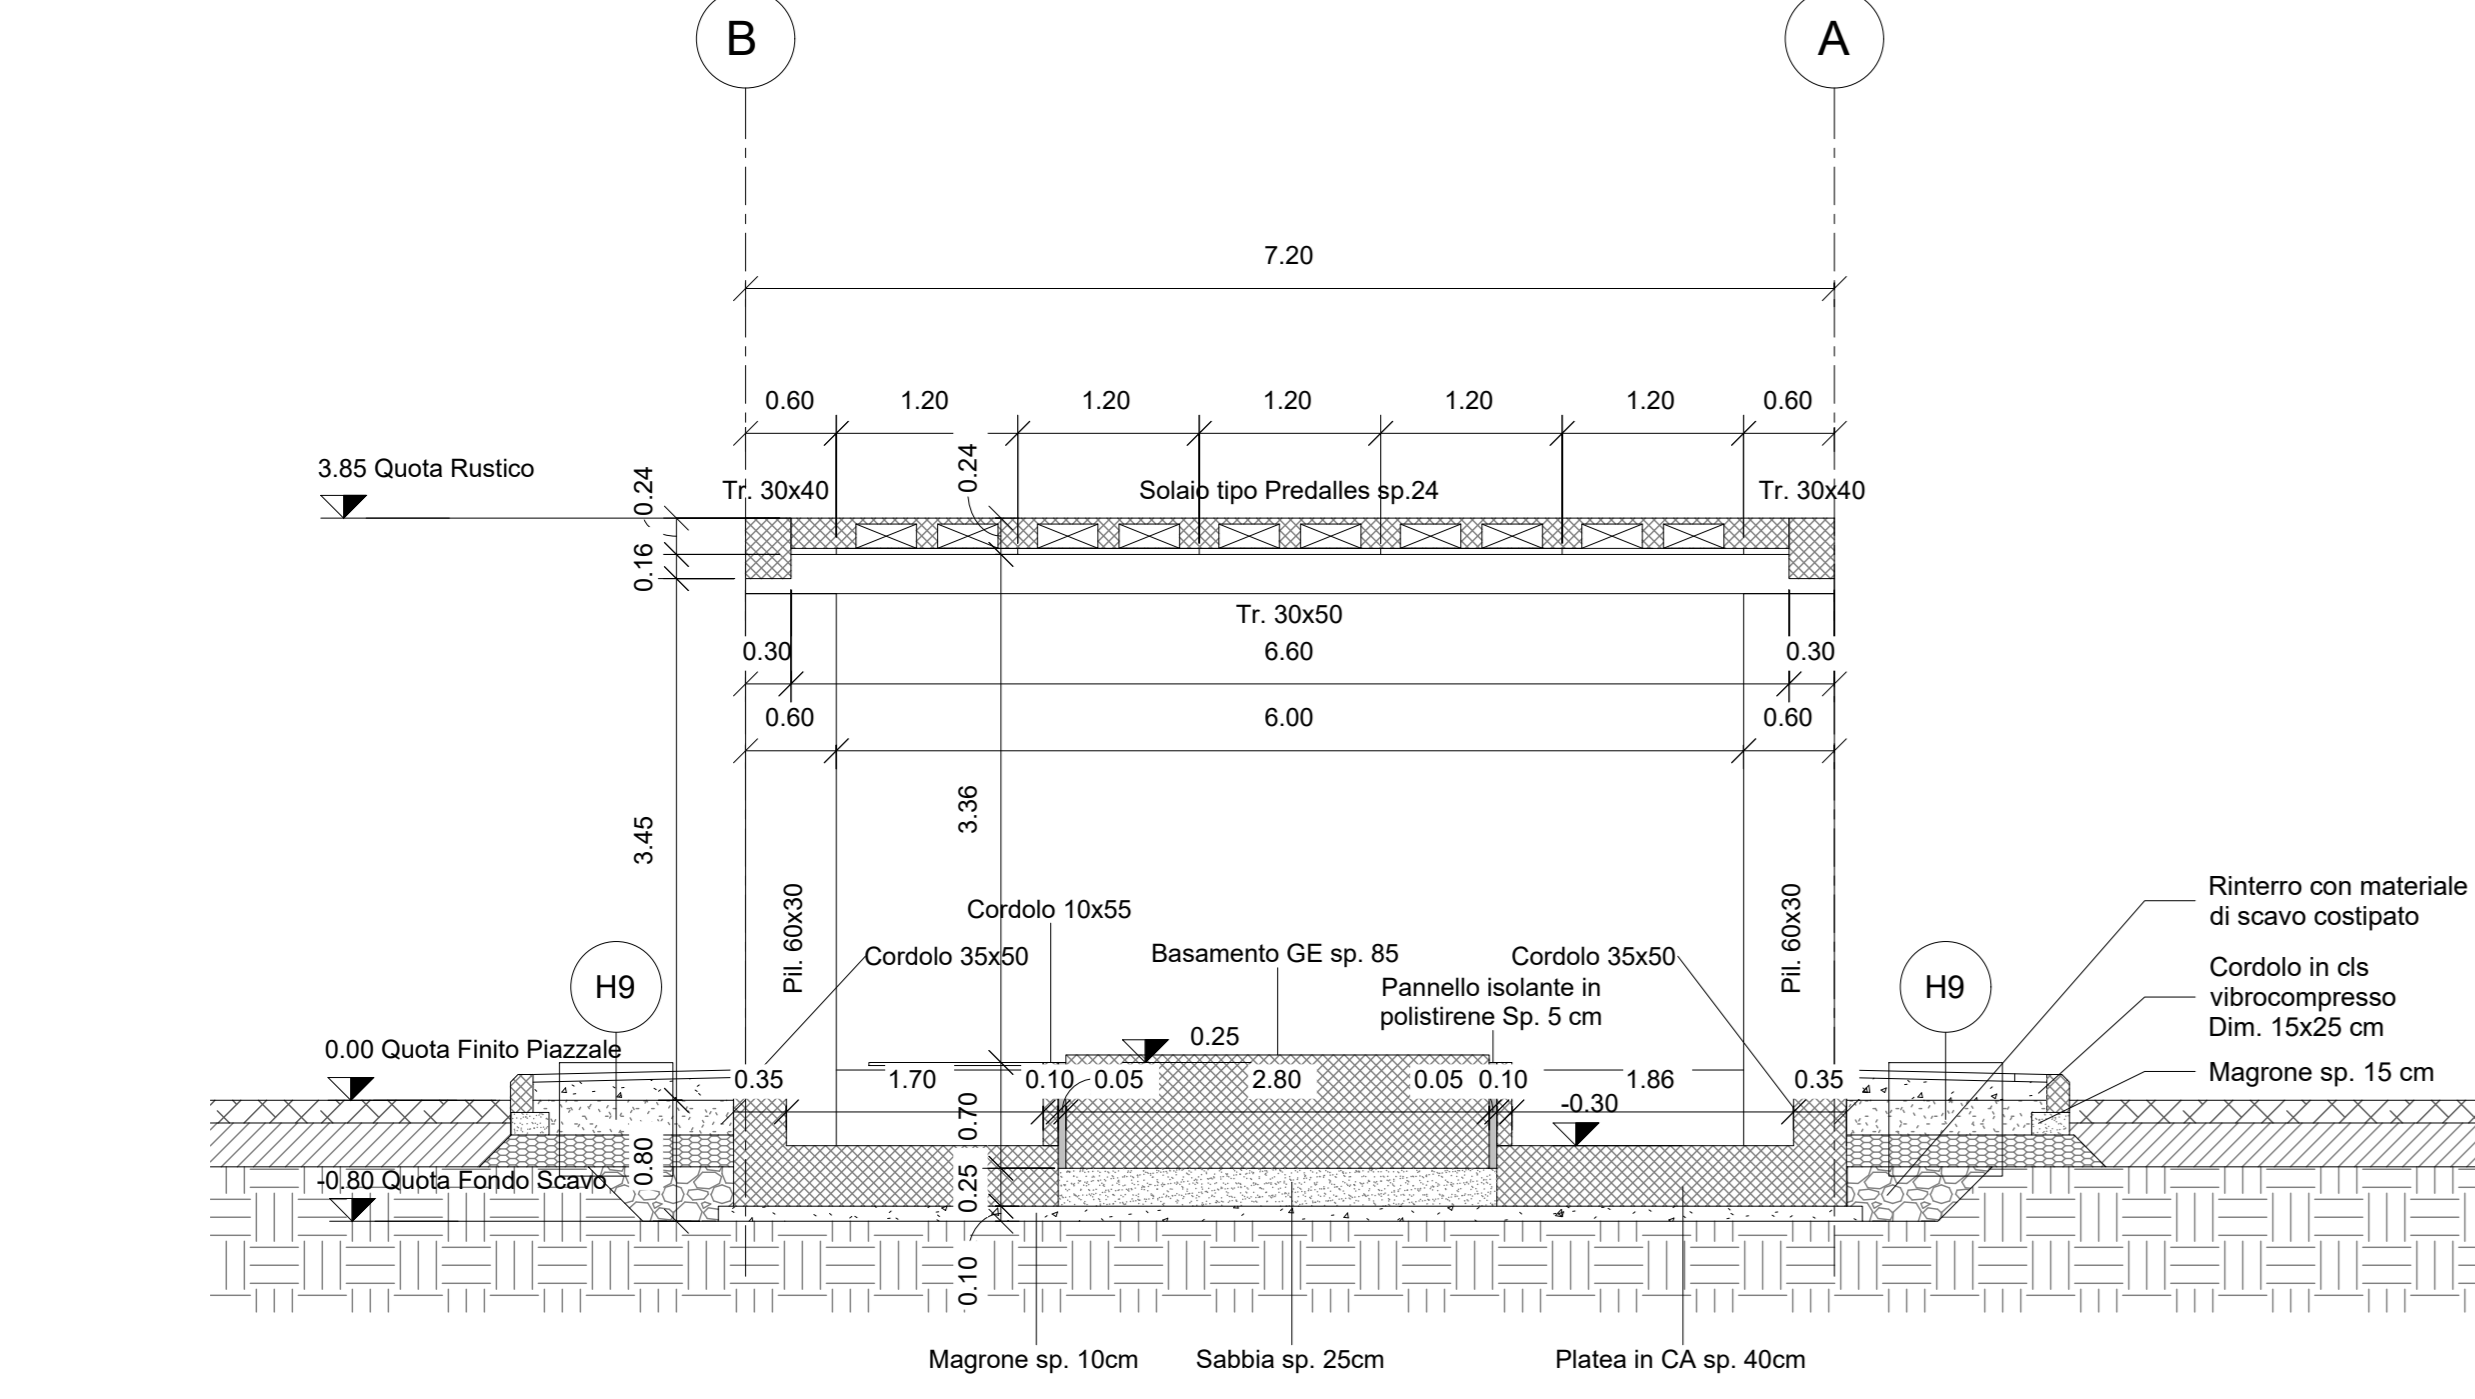 B
A
7.20
0.60
1.20
1.20
1.20
1.20
1.20
0.60
3.85 Quota Rustico
0.24
Tr. 30x40
0.24
Solaio tipo Predalles sp.24
Tr. 30x40
0.16
Tr. 30x50
0.30
6.60
0.30
0.60
6.00
0.60
3.45
3.36
Pil. 60x30
Pil. 60x30
Rinterro con materiale
di scavo costipato
Cordolo 10x55
Cordolo 35x50
Basamento GE sp. 85
Cordolo 35x50
Pannello isolante in
polistirene Sp. 5 cm
H9
H9
Cordolo in cls
vibrocompresso
Dim. 15x25 cm
0.00 Quota Finito Piazzale
0.25
Magrone sp. 15 cm
0.35
1.70
0.10
0.05
2.80
0.05
0.10
1.86
0.35
-0.30
0.70
0.80
-0.80 Quota Fondo Scavo
0.25
0.10
Magrone sp. 10cm
Sabbia sp. 25cm
Platea in CA sp. 40cm